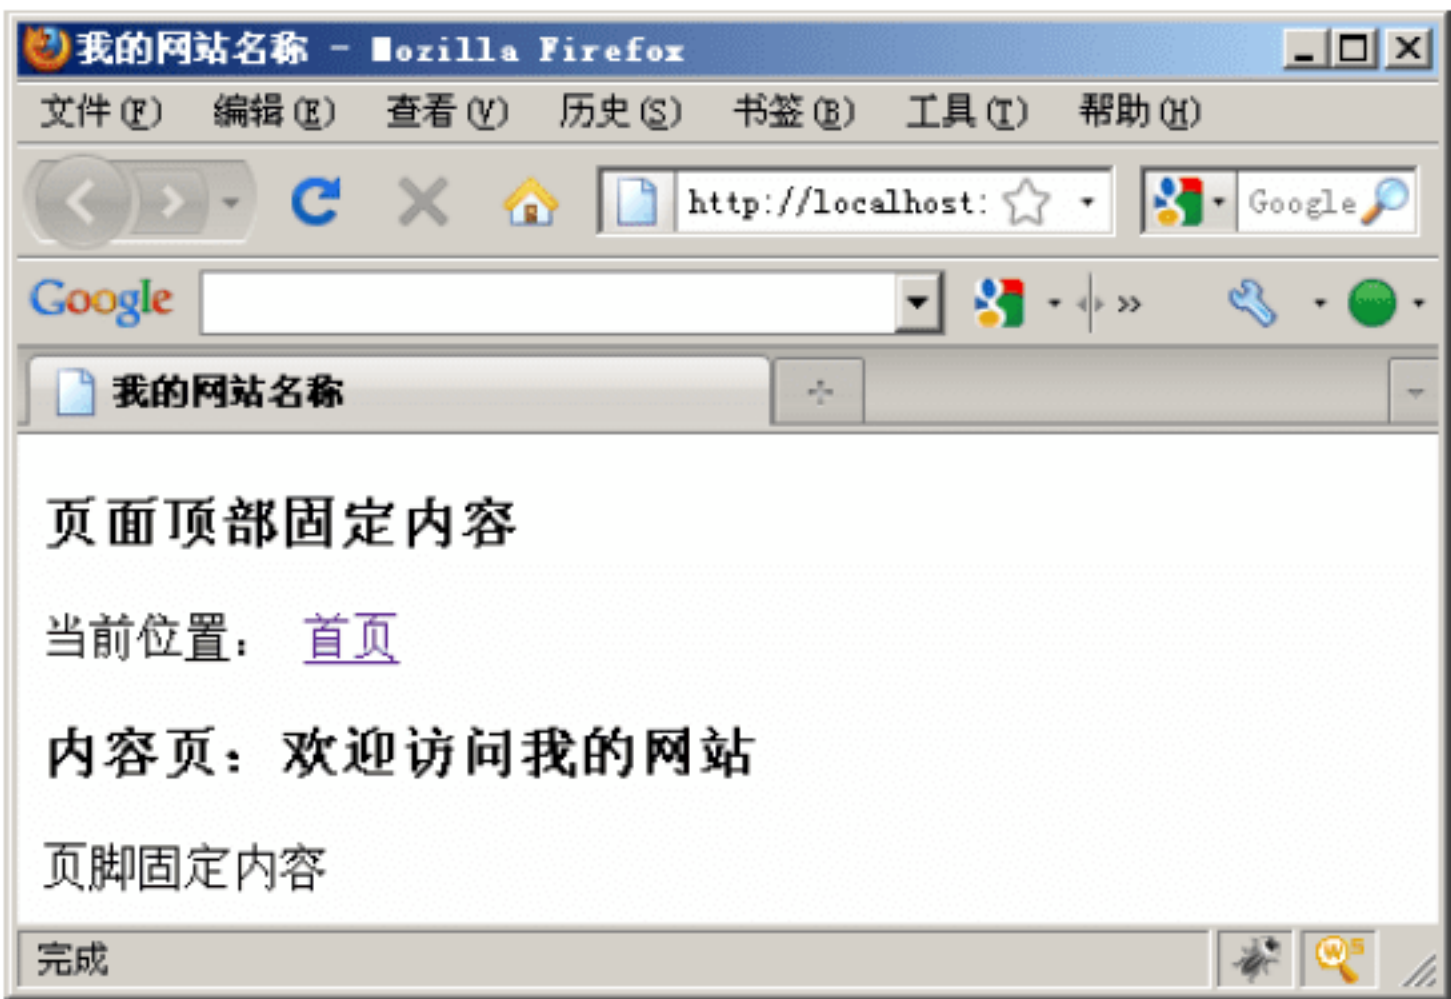 我的网站名称 - Mozilla Firefox
文件(F) 编辑(E) 查看(V) 历史(S) 书签(B) 工具(T) 帮助(H)
http://localhost: Google
Google
我的网站名称
页面顶部固定内容
当前位置： 首页
内容页：欢迎访问我的网站
页脚固定内容
完成